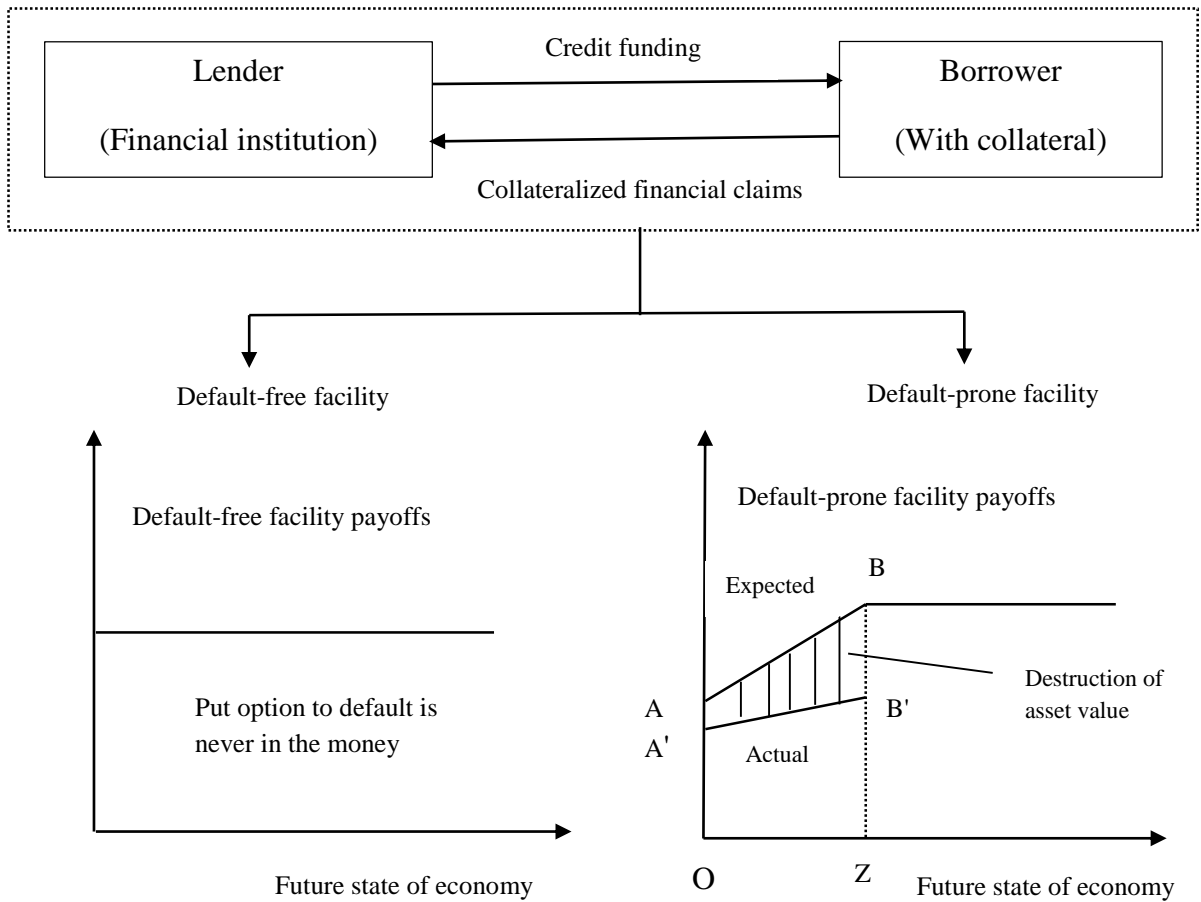 Credit funding
Lender
(Financial institution)
Borrower
(With collateral)
Collateralized financial claims
Default-free facility
Default-prone facility
Default-free facility payoffs
Put option to default is
never in the money
Future state of economy
Default-prone facility payoffs
Expected
B
Destruction of
asset value
A
B'
A'
Actual
O
Z
Future state of economy